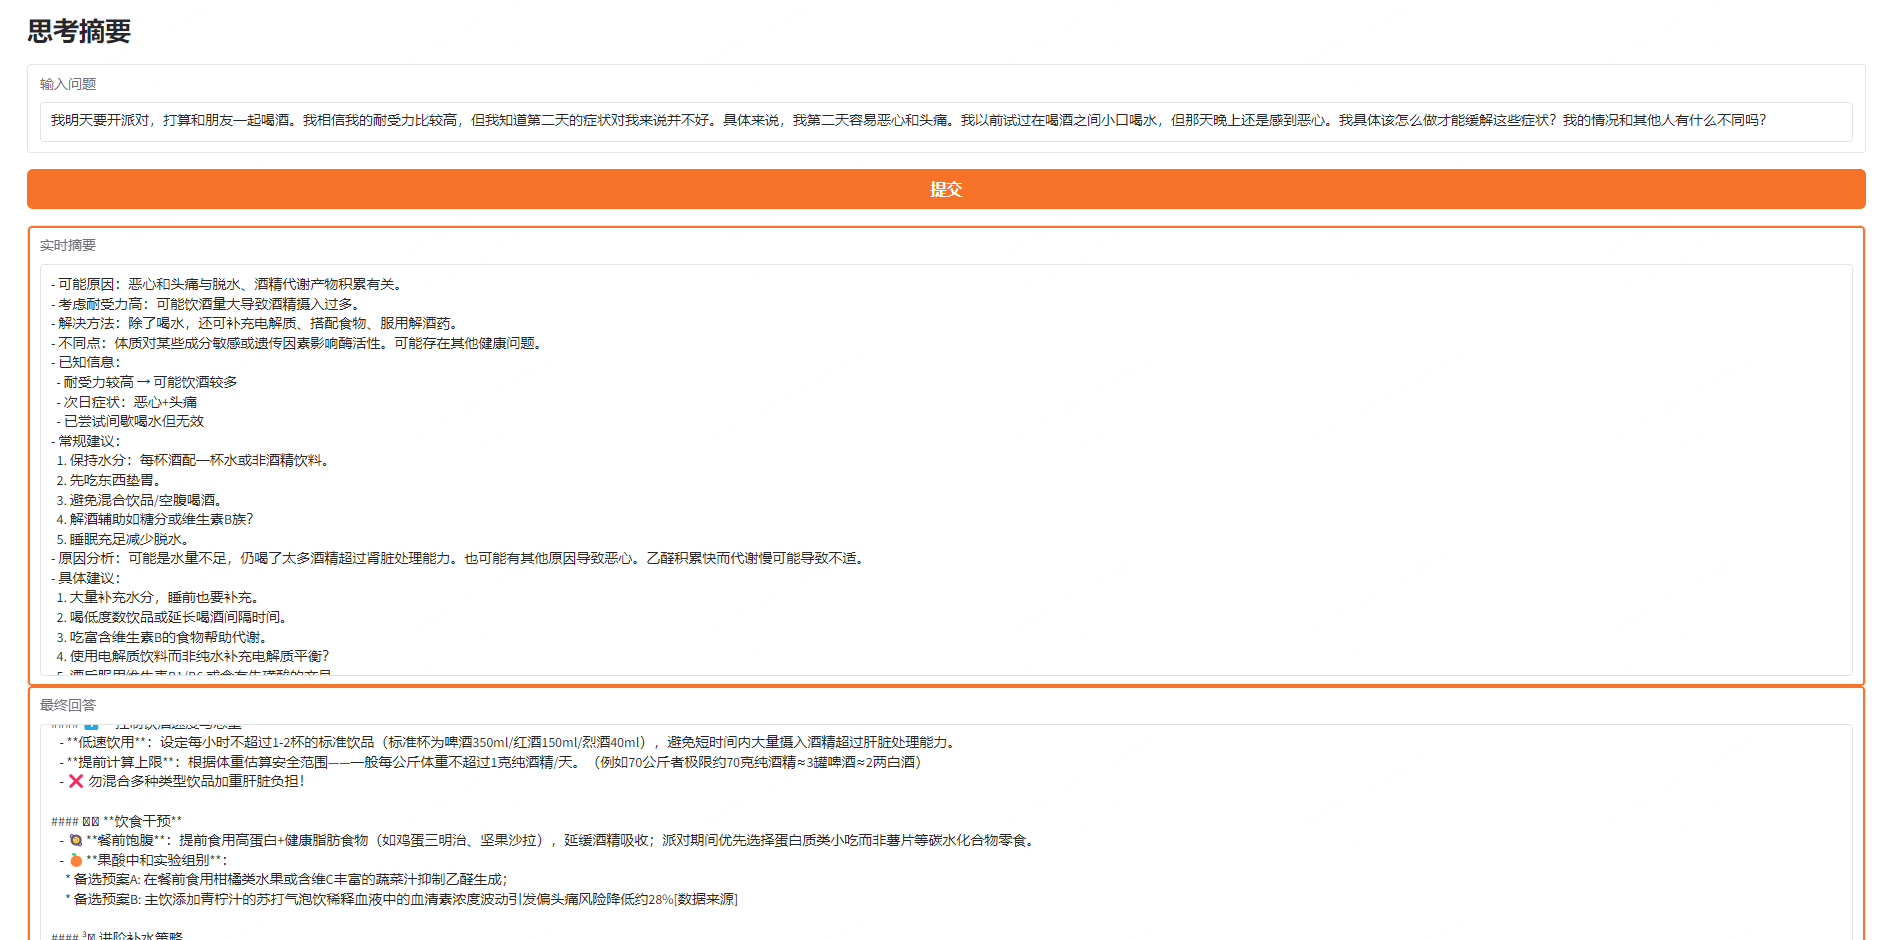 思考摘要
输入问题
我明天要开派对，打算和朋友一起喝酒。我相信我的耐受力比较高，但我知道第二天的症状对我来说并不好。具体来说，我第二天容易恶心和头痛。我以前试过在喝酒之间小口喝水，但那天晚上还是感到恶心。我具体该怎么做才能缓解这些症状？我的情况和其他人有什么不同吗？
提交
实时摘要
- 可能原因：恶心和头痛与脱水、酒精代谢产物积累有关。
- 考虑耐受力高：可能饮酒量大导致酒精摄入过多。
- 解决方法：除了喝水，还可补充电解质、搭配食物、服用解酒药。
- 不同点：体质对某些成分敏感或遗传因素影响酶活性。可能存在其他健康问题。
- 已知信息：
- 耐受力较高 → 可能饮酒较多
- 次日症状：恶心+头痛
- 已尝试间歇喝水但无效
- 常规建议：
1. 保持水分：每杯酒配一杯水或非酒精饮料。
2. 先吃东西垫胃。
3. 避免混合饮品/空腹喝酒。
4. 解酒辅助如糖分或维生素B族？
5. 睡眠充足减少脱水。
- 原因分析：可能是水量不足，仍喝了太多酒精超过肾脏处理能力。也可能有其他原因导致恶心。乙醛积累快而代谢慢可能导致不适。
- 具体建议：
1. 大量补充水分，睡前也要补充。
2. 喝低度数饮品或延长喝酒间隔时间。
3. 吃富含维生素B的食物帮助代谢。
4. 使用电解质饮料而非纯水补充电解质平衡？
最终回答
- **低速饮用**：设定每小时不超过1-2杯的标准饮品（标准杯为啤酒350ml/红酒150ml/烈酒40ml），避免短时间内大量摄入酒精超过肝脏处理能力。
- **提前计算上限**：根据体重估算安全范围——一般每公斤体重不超过1克纯酒精/天。（例如70公斤者极限约70克纯酒精≈3罐啤酒≈2两白酒）
- ❌ 勿混合多种类型饮品加重肝脏负担！
#### **饮食干预**
- 🥘 **餐前饱腹**：提前食用高蛋白+健康脂肪食物（如鸡蛋三明治、坚果沙拉），延缓酒精吸收；派对期间优先选择蛋白质类小吃而非薯片等碳水化合物零食。
- 🍊 **果酸中和实验组别**：
* 备选预案A: 在餐前食用柑橘类水果或含维C丰富的蔬菜汁抑制乙醛生成；
* 备选预案B: 主饮添加青柠汁的苏打气泡饮稀释血液中的血清素浓度波动引发偏头痛风险降低约28%[数据来源]
#### 进阶补水策略